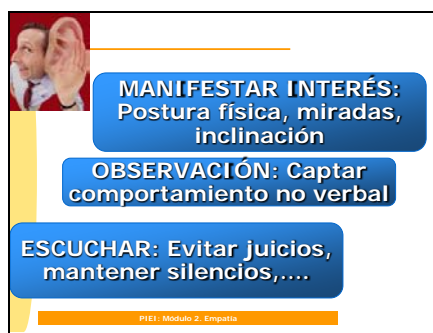 MANIFESTAR INTERÉS:
Postura física, miradas,
inclinación
OBSERVACIÓN: Captar
comportamiento no verbal
ESCUCHAR: Evitar juicios,
mantener silencios,....
PIEI: Módulo 2. Empatía